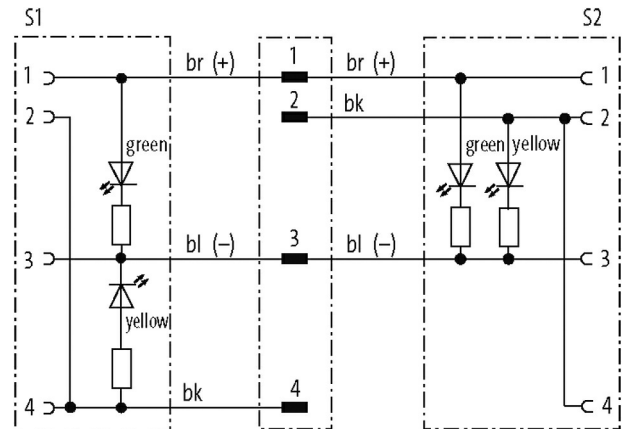 S1 S2
1 br (+) 1 br (+) 1
2 2 bk 2
green green yellow
3 bl (–) 3 bl (–) 3
yellow
4 bk 4 4